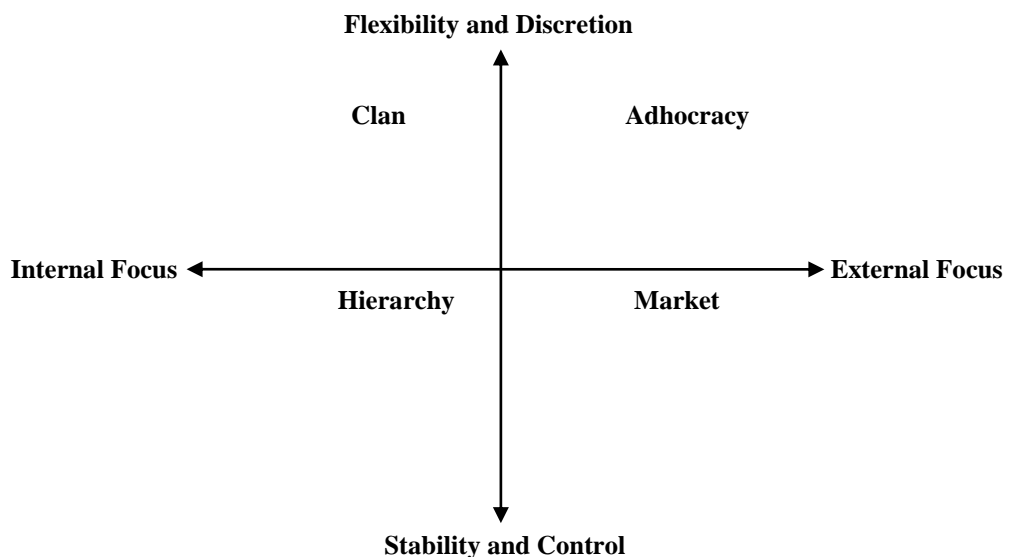 Flexibility and Discretion
Clan Adhocracy
Internal Focus External Focus
Hierarchy Market
Stability and Control